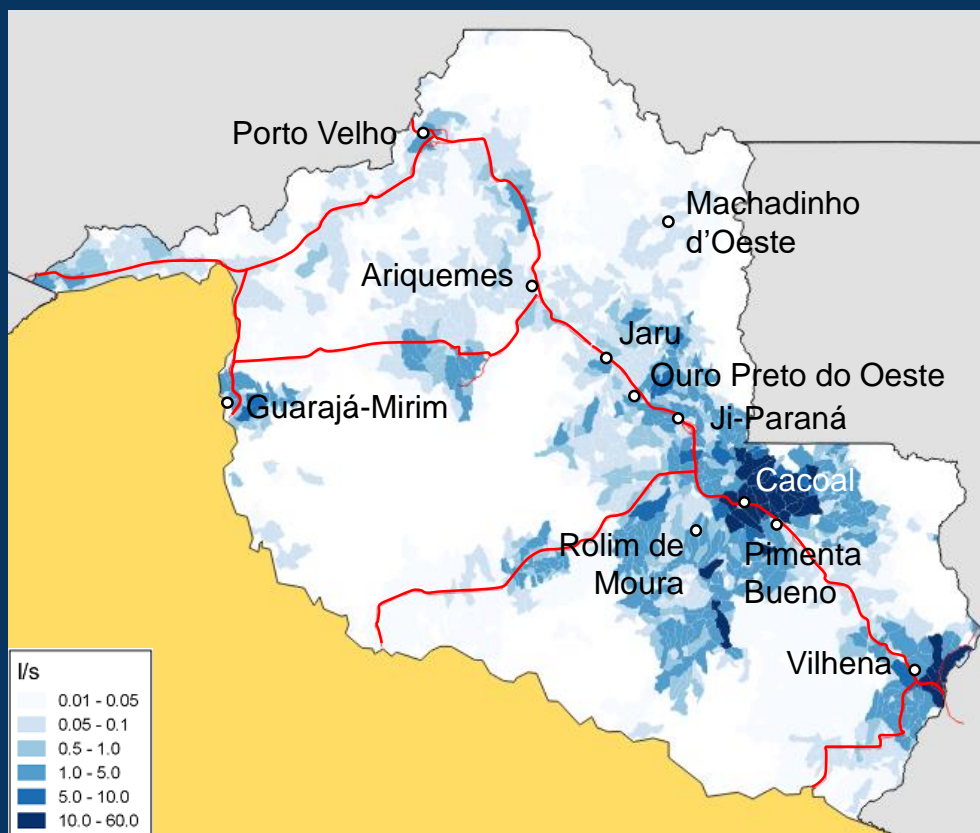 Porto Velho
Machadinho
d’Oeste
Ariquemes
Jaru
Ouro Preto do Oeste
Guarajá-Mirim
Ji-Paraná
Cacoal
Rolim de
Moura
Pimenta
Bueno
Vilhena
l/s
0.01 - 0.05
0.05 - 0.1
0.5 - 1.0
1.0 - 5.0
5.0 - 10.0
10.0 - 60.0